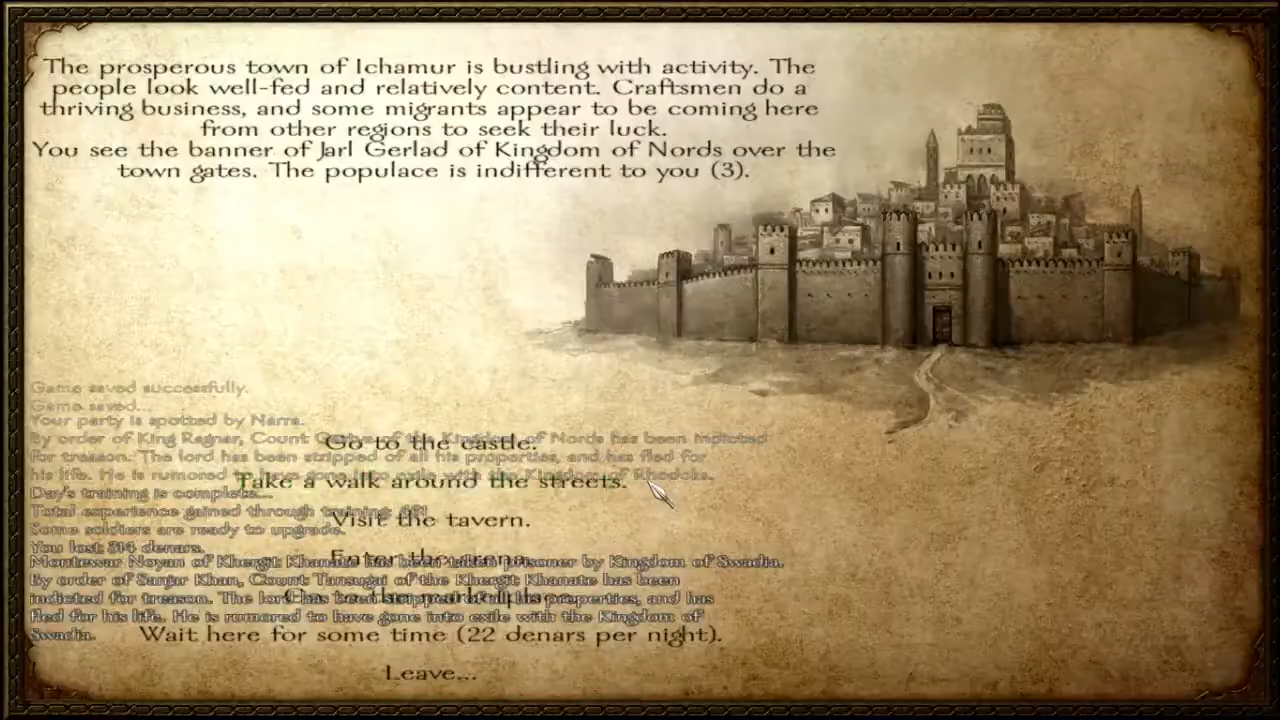 The prosperous town of Ichamur is bustling with activity. The
people look well-fed and relatively content. Craftsmen do a
thriving business, and some migrants appear to be coming here
from other regions to seek their luck.
You see the banner of Jarl Gerlad of Kingdom of Nords over the
town gates. The populace is indifferent to you (3).
Game saved successfully.
Game saved...
Your party is spotted by Narra.
By order of King Ragnar, Count of the Kingdom of Nords has been indicted
for treason. The lord has been stripped of all his properties, and has fled for
his life. He is rumored to have gone into exile with the Kingdom of Rhodoks.
Go to the castle.
Take a walk around the streets.
Day's training is complete...
Total experience gained through training:
Some soldiers are ready to upgrade.
Visit the tavern.
You lost 314 denars.
Enter the arena.
Montewar Noyan of Khergit Khanate has been taken prisoner by Kingdom of Swadia.
By order of Sanjar Khan, Count Tansugai of the Khergit Khanate has been
indicted for treason. The lord has been stripped of all his properties, and has
fled for his life. He is rumored to have gone into exile with the Kingdom of
Swadia.
Go to the marketplace.
Wait here for some time (22 denars per night).
Leave...